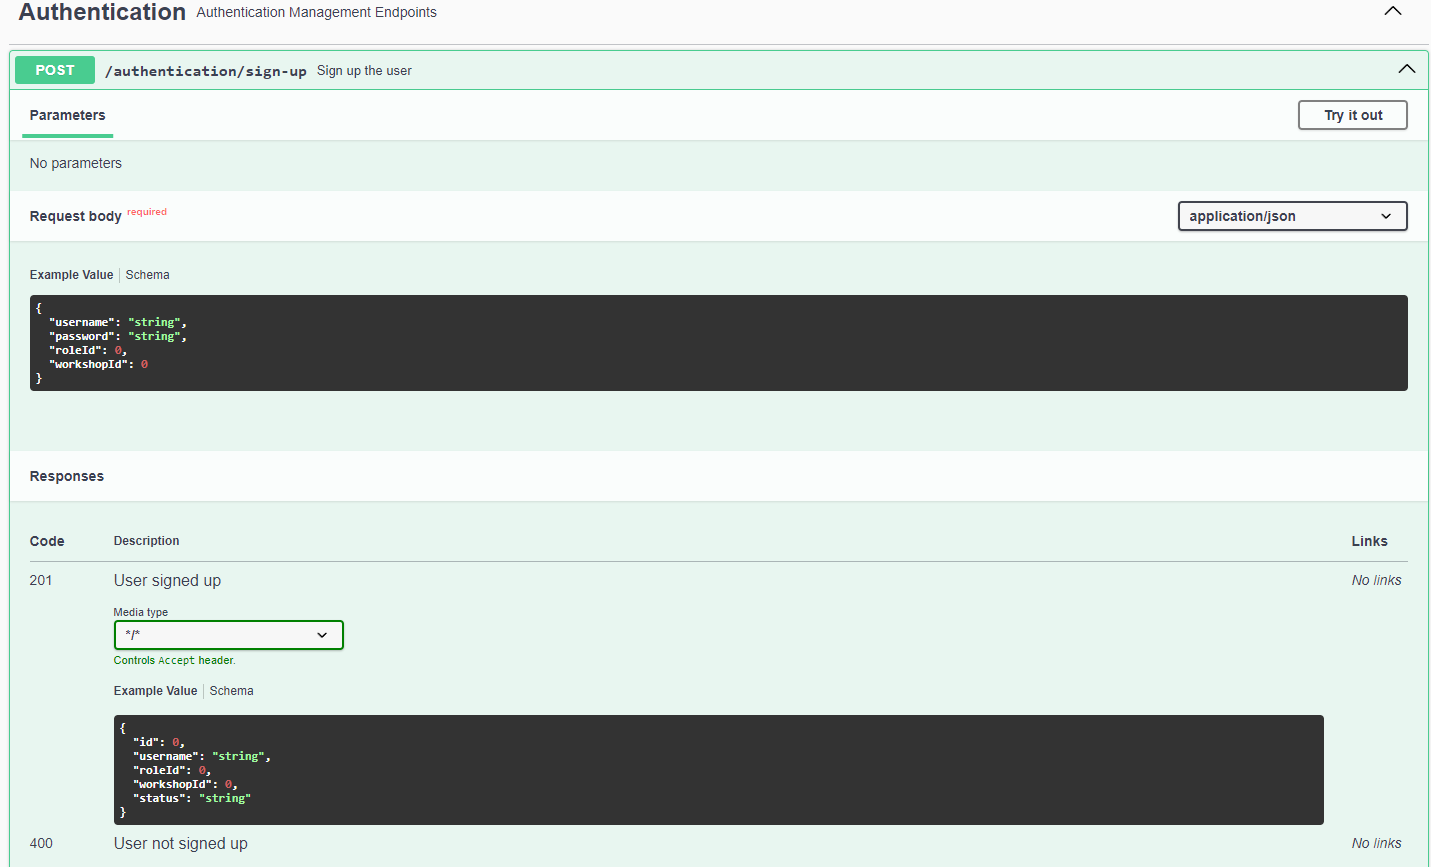 Authentication Authentication Management Endpoints
POST /authentication/sign-up Sign up the user
Parameters Try it out
No parameters
Request body required application/json
Example Value Schema
{
  "username": "string",
  "password": "string",
  "roleId": 0,
  "workshopId": 0
}
Responses
Code Description Links
201 User signed up No links
Media type
*/*
Controls Accept header.
Example Value Schema
{
  "id": 0,
  "username": "string",
  "roleId": 0,
  "workshopId": 0,
  "status": "string"
}
400 User not signed up No links